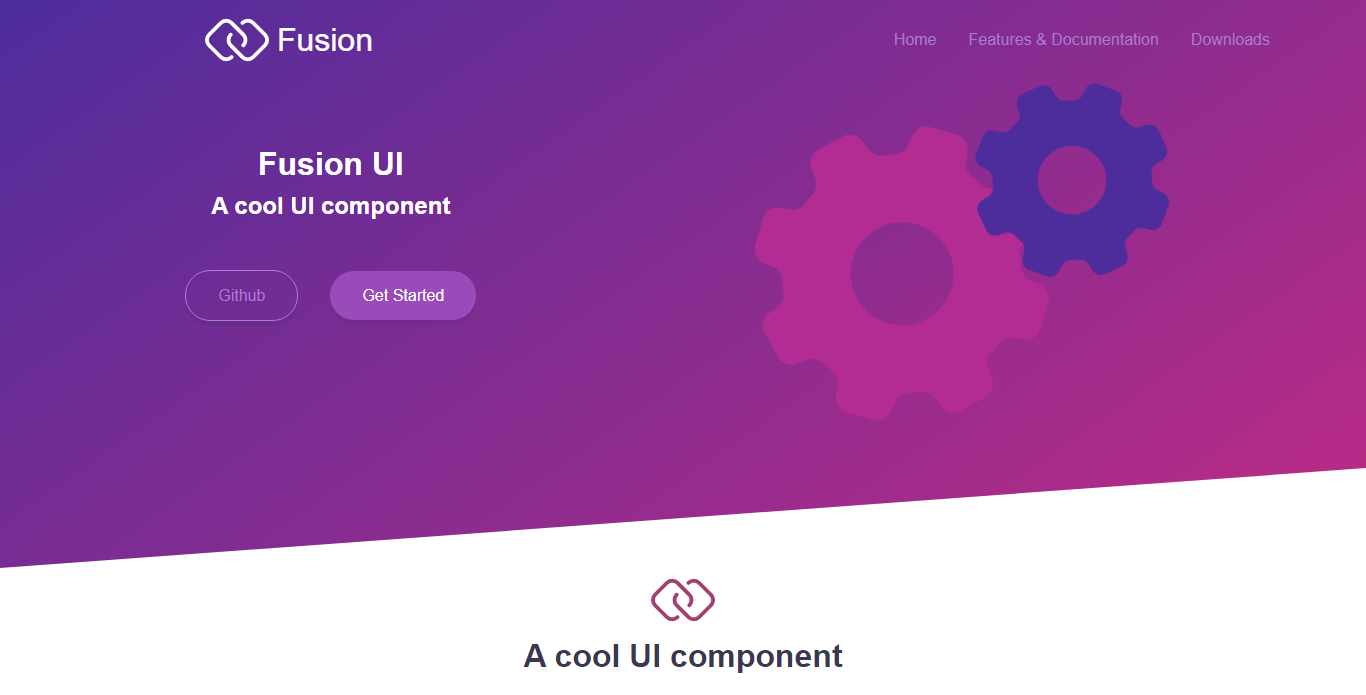 Fusion
Home Features & Documentation Downloads
Fusion UI
A cool UI component
Github Get Started
A cool UI component